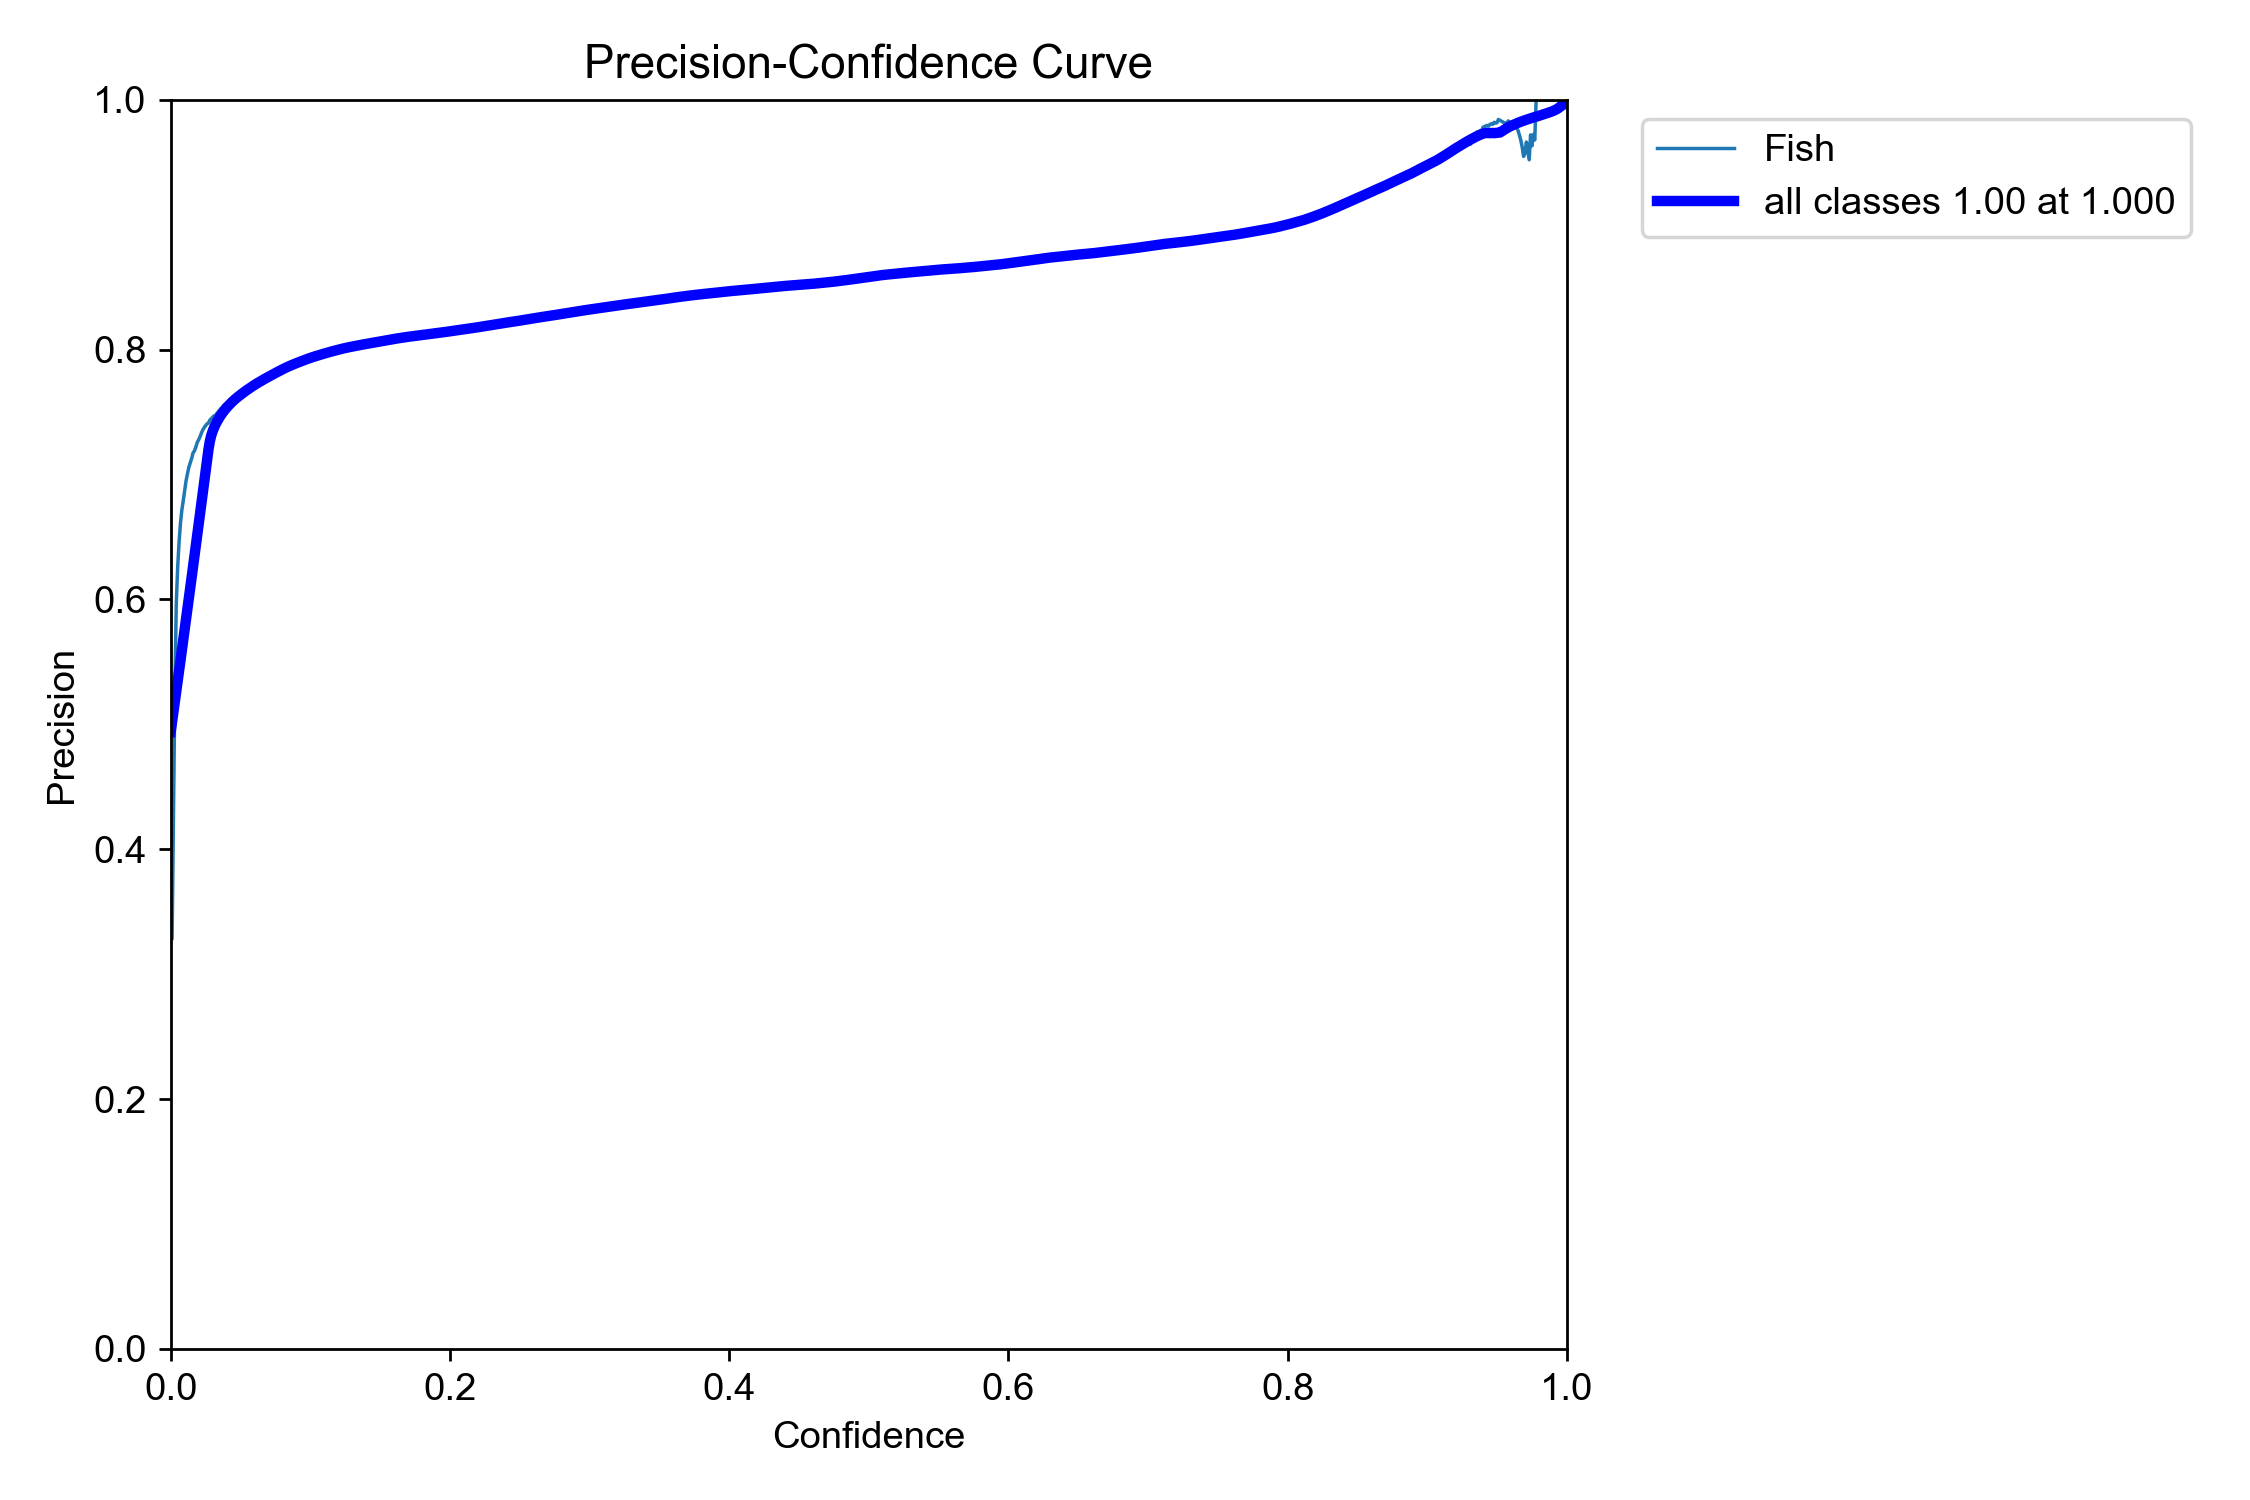 Precision-Confidence Curve
1.0
0.8
0.6
0.4
0.2
0.0
Precision
0.0 0.2 0.4 0.6 0.8 1.0
Confidence
Fish
all classes 1.00 at 1.000